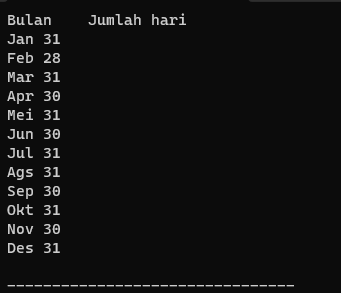 Bulan    Jumlah hari
Jan 31
Feb 28
Mar 31
Apr 30
Mei 31
Jun 30
Jul 31
Ags 31
Sep 30
Okt 31
Nov 30
Des 31
________________________________